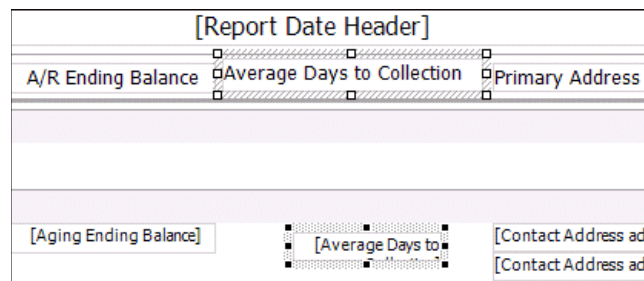 [Report Date Header]
A/R Ending Balance Average Days to Collection Primary Address
[Aging Ending Balance] [Average Days to [Contact Address ad
[Contact Address ad